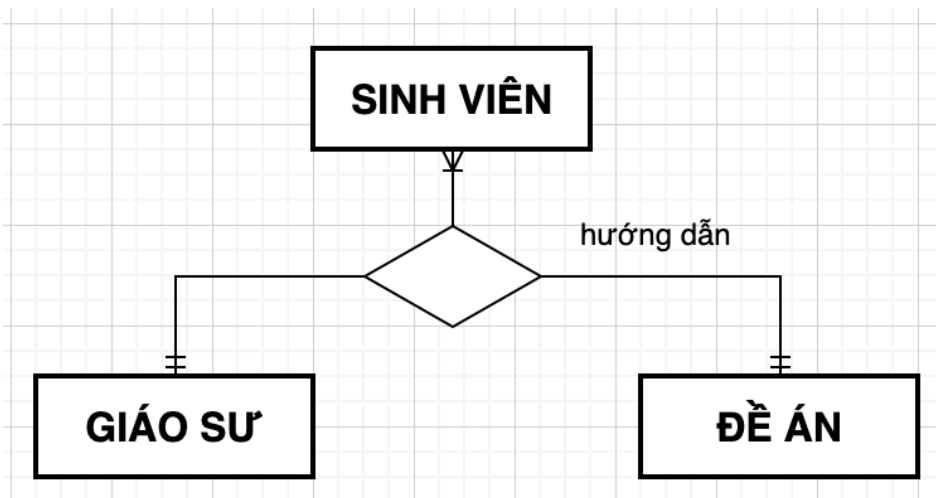 SINH VIÊN
hướng dẫn
GIÁO SƯ
ĐỀ ÁN